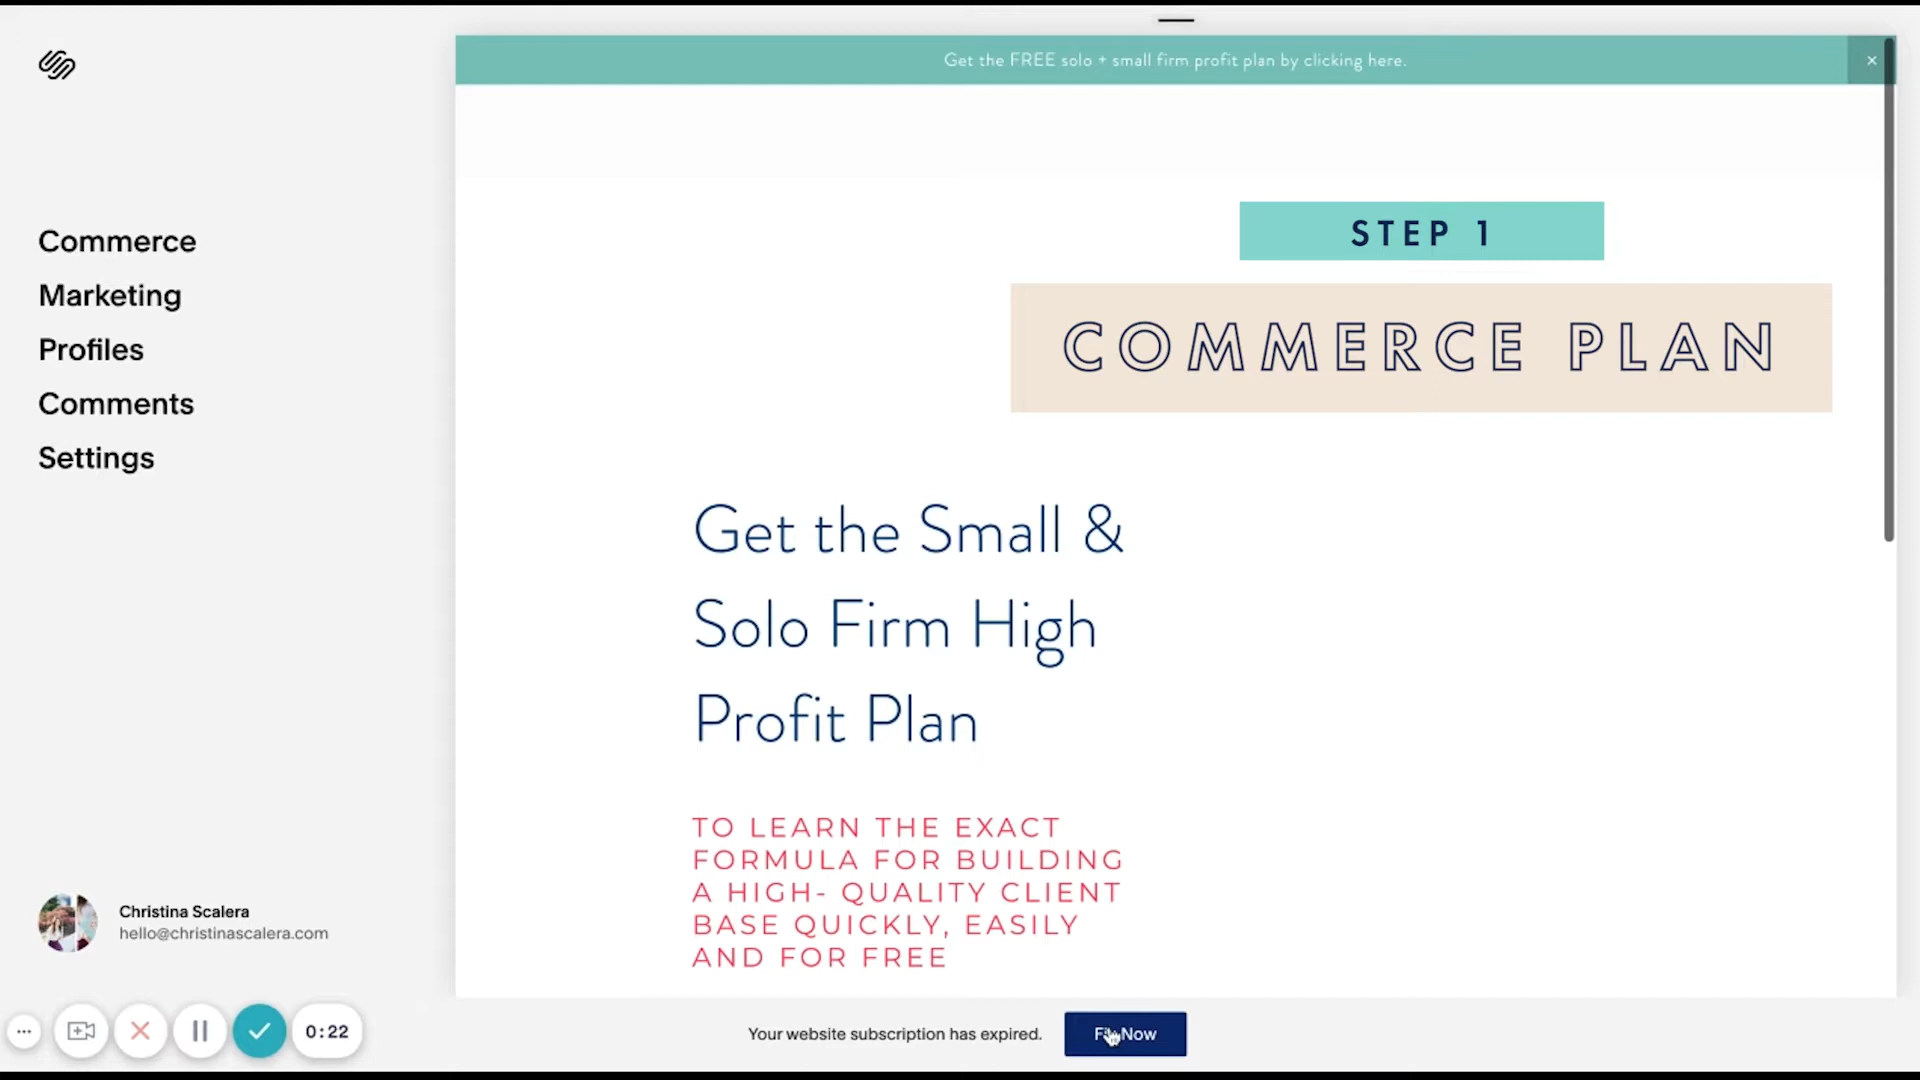 Get the FREE solo + small firm profit plan by clicking here.
×
Commerce
Marketing
Profiles
Comments
Settings
STEP 1
COMMERCE PLAN
Get the Small &
Solo Firm High
Profit Plan
TO LEARN THE EXACT
FORMULA FOR BUILDING
A HIGH- QUALITY CLIENT
BASE QUICKLY, EASILY
AND FOR FREE
Christina Scalera
hello@christinascalera.com
0:22
Your website subscription has expired.
Now